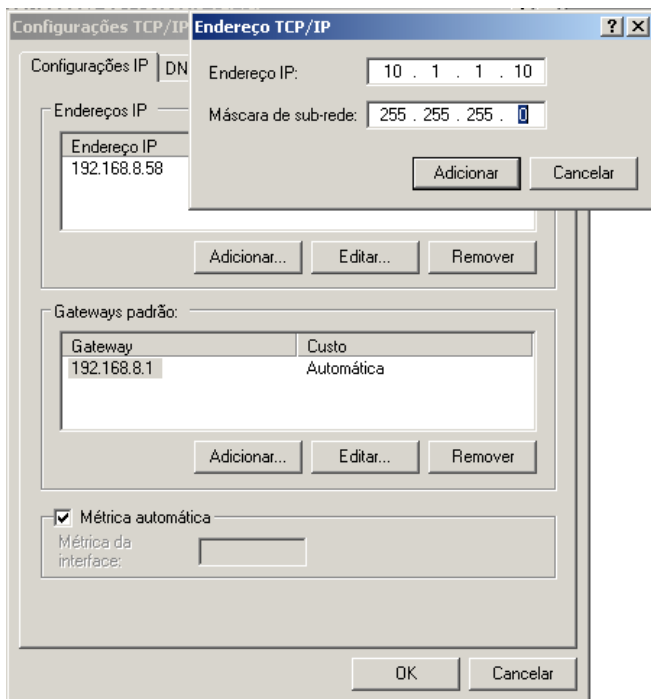 Configurações TCP/IP
Endereço TCP/IP
Configurações IP
DN
Endereço IP:
10 . 1 . 1 . 10
Máscara de sub-rede:
255 . 255 . 255 . 0
Adicionar
Cancelar
Endereços IP
Endereço IP
192.168.8.58
Adicionar...
Editar...
Remover
Gateways padrão:
Gateway
Custo
192.168.8.1
Automática
Adicionar...
Editar...
Remover
Métrica automática
Métrica da
interface:
OK
Cancelar